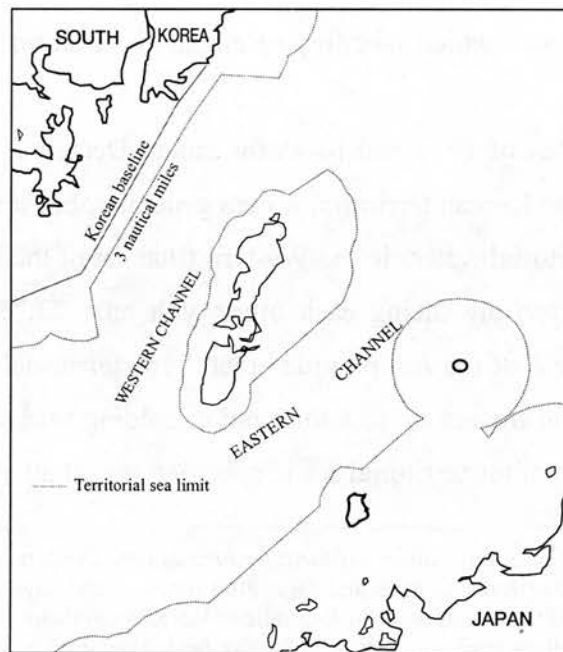 SOUTH
KOREA
Korean baseline
3 nautical miles
WESTERN CHANNEL
EASTERN CHANNEL
Territorial sea limit
JAPAN